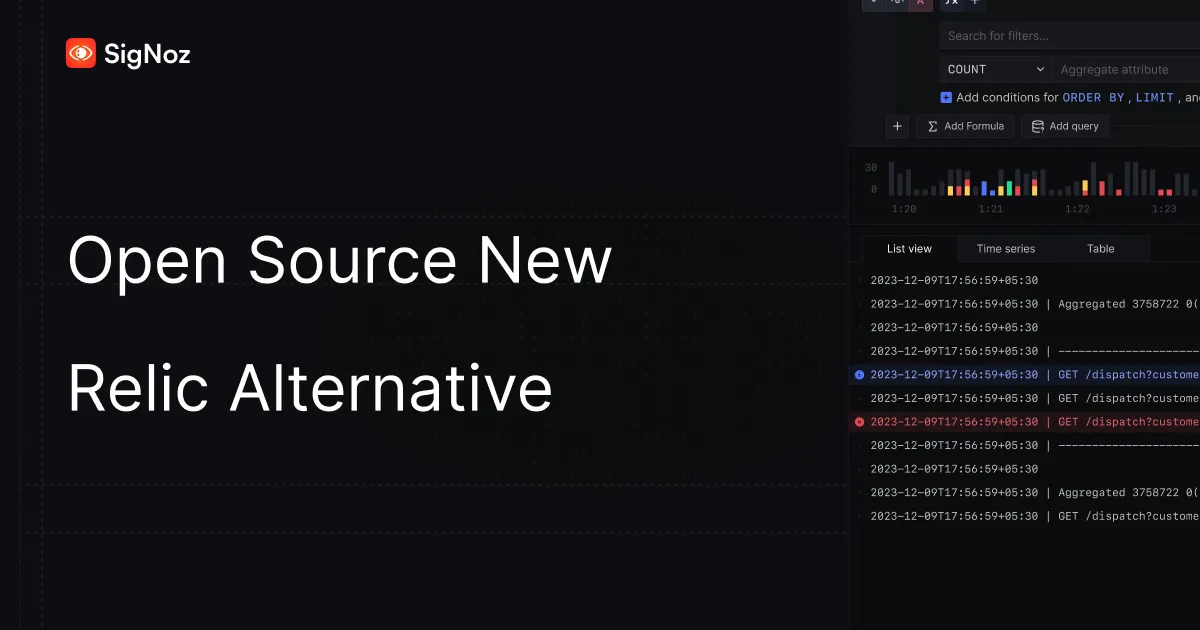 SigNoz
Open Source New
Relic Alternative
Search for filters...
COUNT
Aggregate attribute
Add conditions for ORDER BY, LIMIT, an
+ Σ Add Formula Add query
30
0
1:20 1:21 1:22 1:23
List view Time series Table
2023-12-09T17:56:59+05:30
2023-12-09T17:56:59+05:30 | Aggregated 3758722 0(
2023-12-09T17:56:59+05:30
2023-12-09T17:56:59+05:30 | ---------------------
2023-12-09T17:56:59+05:30 | GET /dispatch?custome
2023-12-09T17:56:59+05:30 | GET /dispatch?custome
2023-12-09T17:56:59+05:30 | GET /dispatch?custome
2023-12-09T17:56:59+05:30 | ---------------------
2023-12-09T17:56:59+05:30
2023-12-09T17:56:59+05:30 | Aggregated 3758722 0(
2023-12-09T17:56:59+05:30 | GET /dispatch?custome